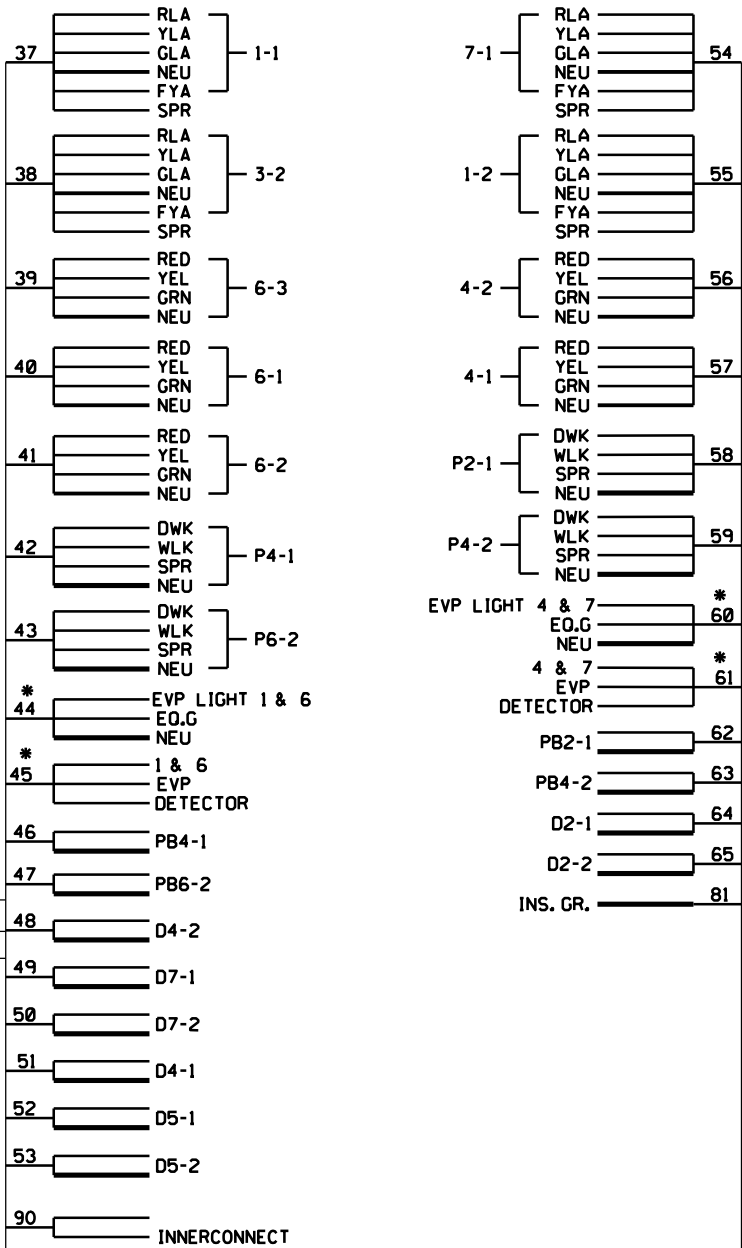 37
RLA
YLA
GLA
NEU
FYA
SPR
1-1
38
RLA
YLA
GLA
NEU
FYA
SPR
3-2
39
RED
YEL
GRN
NEU
6-3
40
RED
YEL
GRN
NEU
6-1
41
RED
YEL
GRN
NEU
6-2
42
DWK
WLK
SPR
NEU
P4-1
43
DWK
WLK
SPR
NEU
P6-2
*
44
EVP LIGHT 1 & 6
EQ.G
NEU
*
45
1 & 6
EVP
DETECTOR
46
PB4-1
47
PB6-2
48
D4-2
49
D7-1
50
D7-2
51
D4-1
52
D5-1
53
D5-2
90
INNERCONNECT
7-1
RLA
YLA
GLA
NEU
FYA
SPR
54
1-2
RLA
YLA
GLA
NEU
FYA
SPR
55
4-2
RED
YEL
GRN
NEU
56
4-1
RED
YEL
GRN
NEU
57
P2-1
DWK
WLK
SPR
NEU
58
P4-2
DWK
WLK
SPR
NEU
59
EVP LIGHT 4 & 7
EQ.G
NEU
*
60
4 & 7
EVP
DETECTOR
*
61
PB2-1
62
PB4-2
63
D2-1
64
D2-2
65
INS. GR.
81